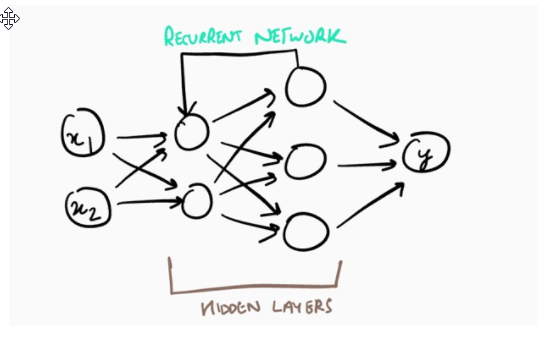 RECURRENT NETWORK
x1
x2
y
HIDDEN LAYERS